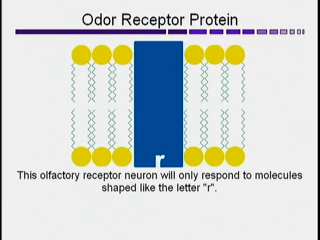 Odor Receptor Protein
r
This olfactory receptor neuron will only respond to molecules
shaped like the letter "r".